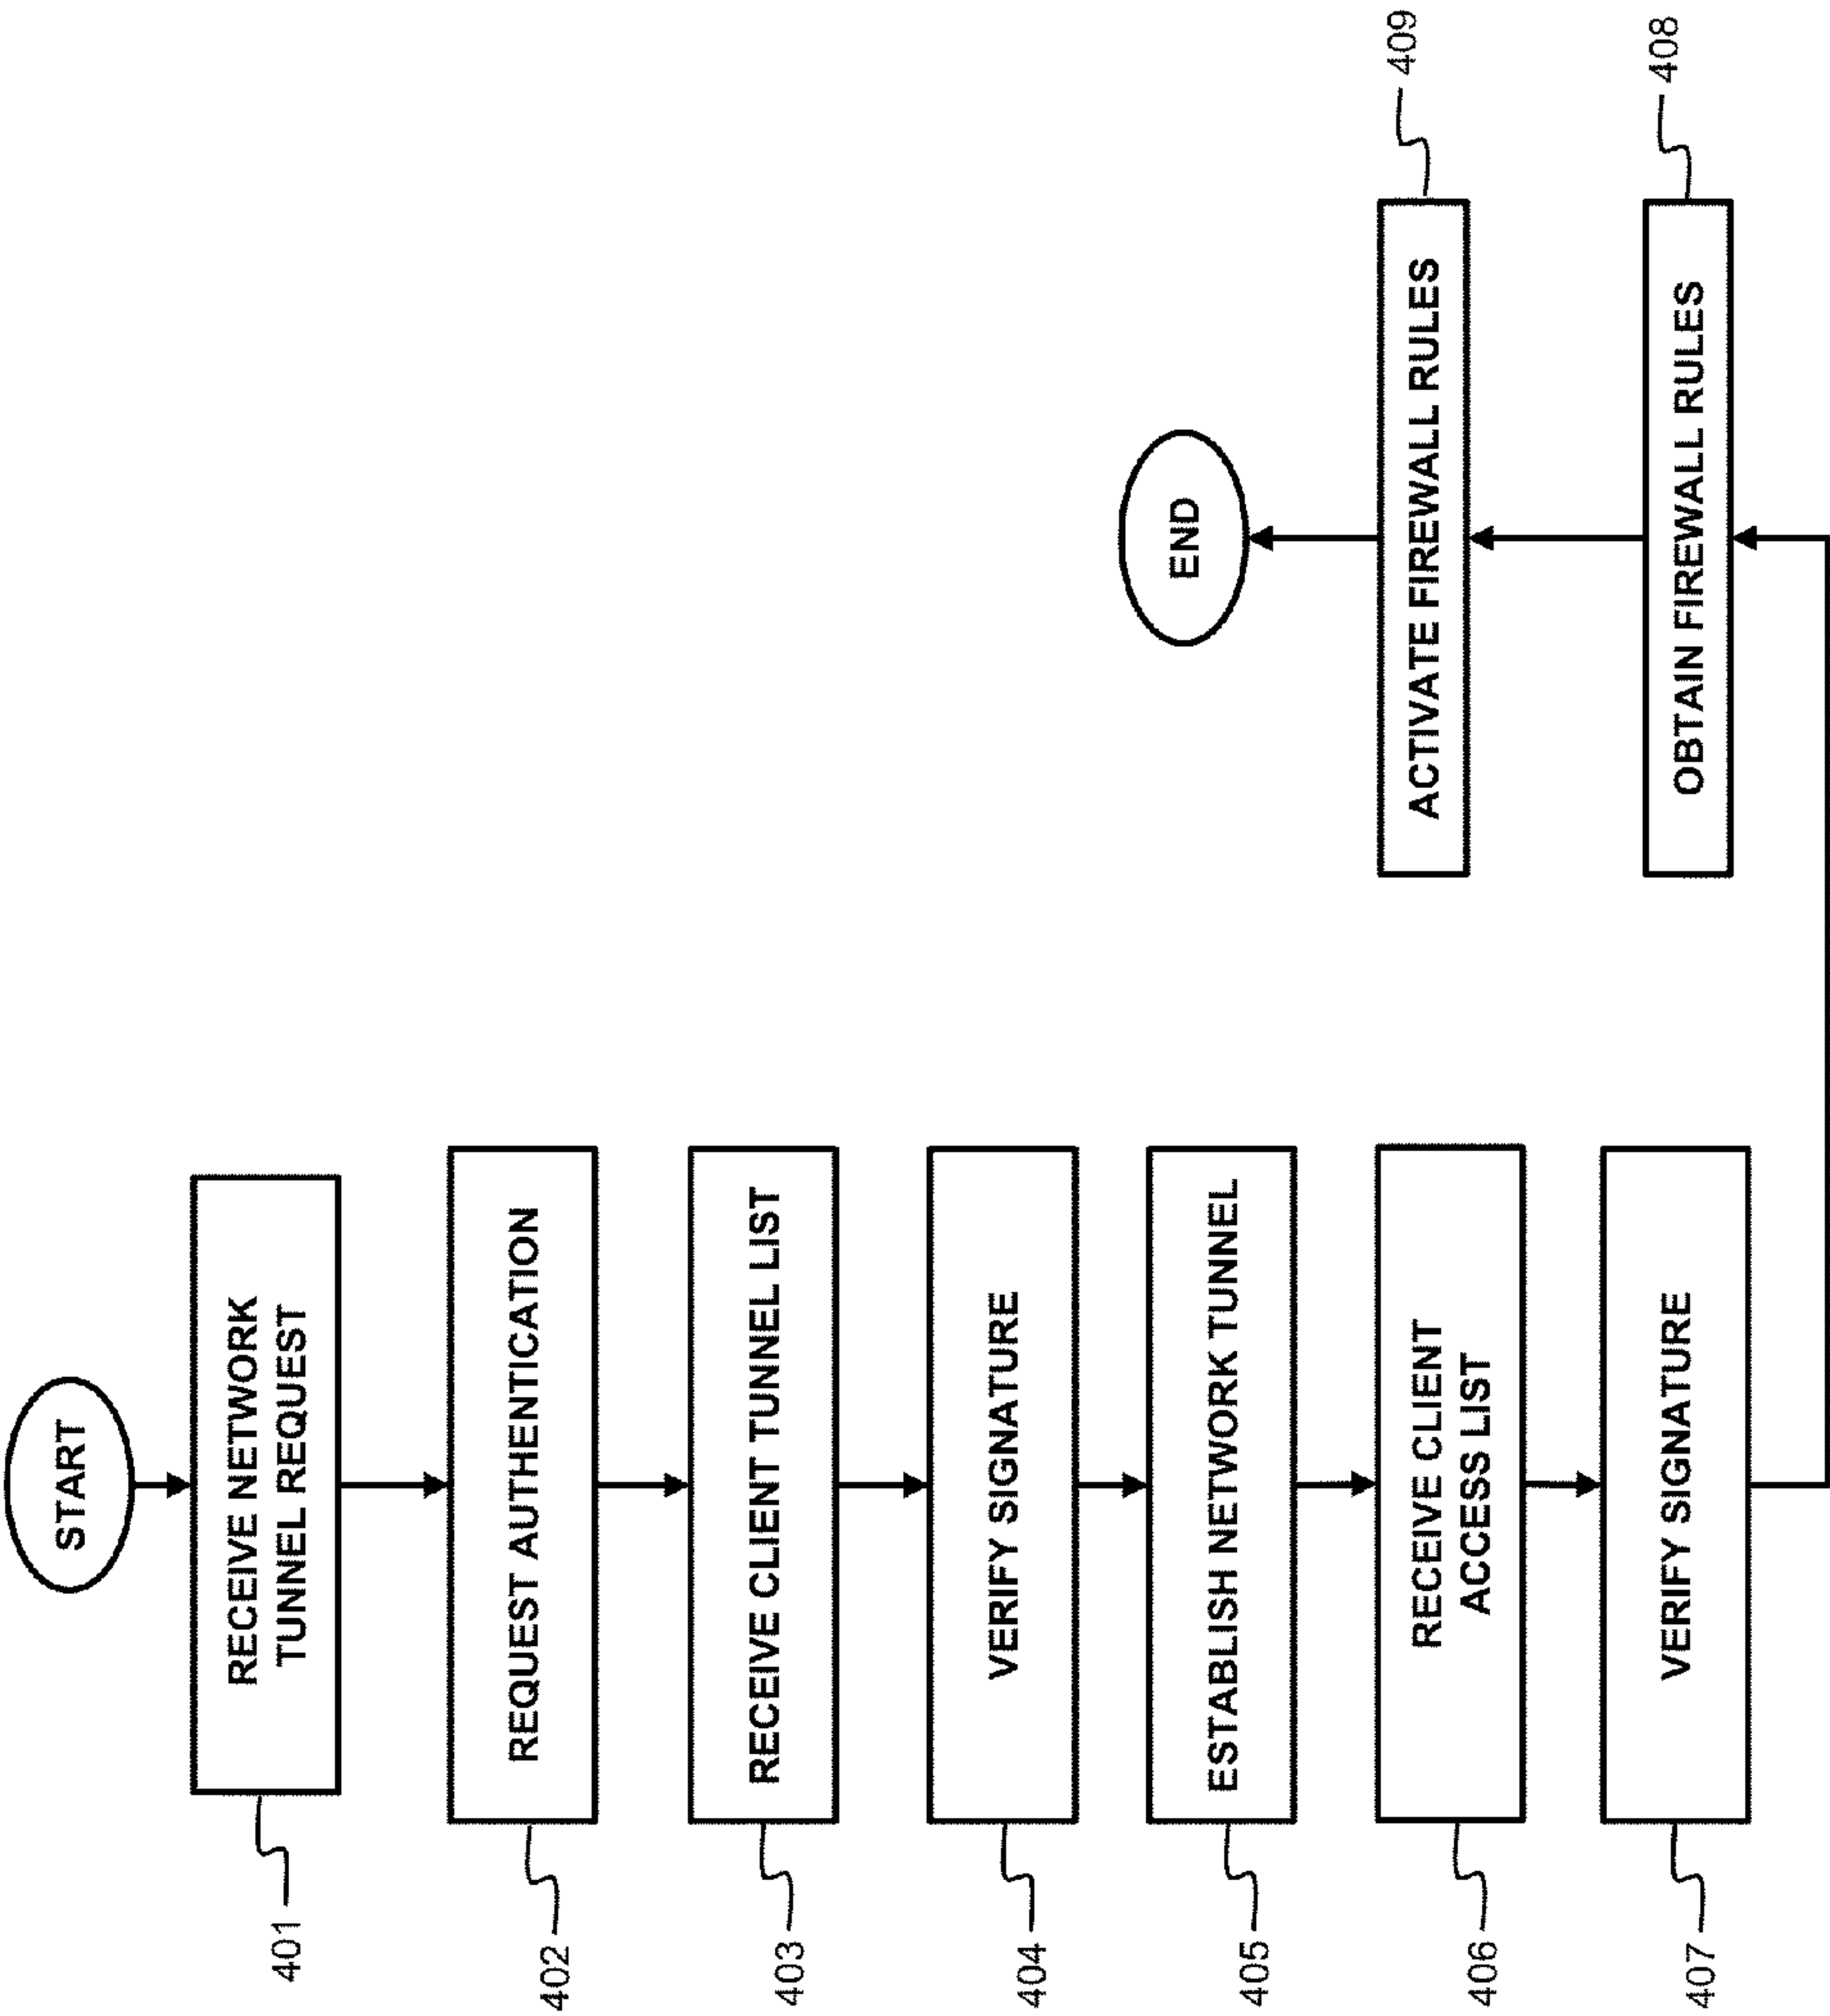 START
RECEIVE NETWORK
TUNNEL REQUEST
401
REQUEST AUTHENTICATION
402
RECEIVE CLIENT TUNNEL LIST
403
VERIFY SIGNATURE
404
ESTABLISH NETWORK TUNNEL
405
RECEIVE CLIENT
ACCESS LIST
406
VERIFY SIGNATURE
407
OBTAIN FIREWALL RULES
408
ACTIVATE FIREWALL RULES
409
END